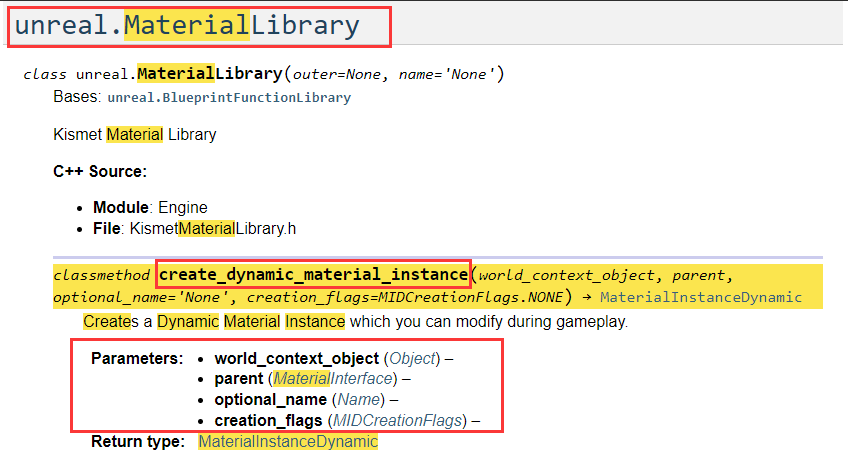 unreal.MaterialLibrary
class unreal.MaterialLibrary(outer=None, name='None')
Bases: unreal.BlueprintFunctionLibrary
Kismet Material Library
C++ Source:
• Module: Engine
• File: KismetMaterialLibrary.h
classmethod create_dynamic_material_instance(world_context_object, parent,
optional_name='None', creation_flags=MIDCreationFlags.NONE) → MaterialInstanceDynamic
Creates a Dynamic Material Instance which you can modify during gameplay.
Parameters: • world_context_object (Object) –
• parent (MaterialInterface) –
• optional_name (Name) –
• creation_flags (MIDCreationFlags) –
Return type: MaterialInstanceDynamic